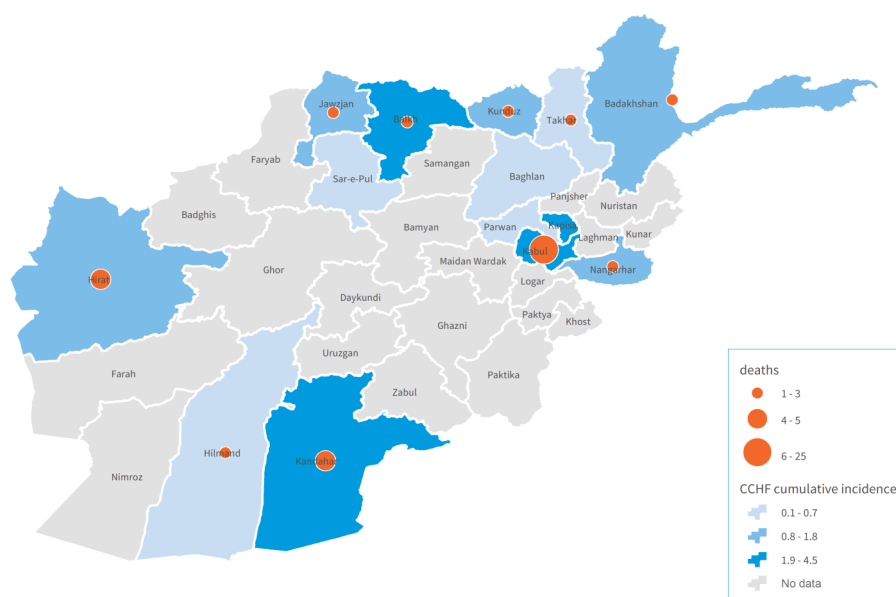 Jawzjan
Balkh
Kunduz
Takhar
Badakhshan
Faryab
Samangan
Sar-e-Pul
Baghlan
Panjsher
Nuristan
Badghis
Bamyan
Parwan
Kapisa
Laghman
Kunar
Kabul
Maidan Wardak
Nangarhar
Hirat
Ghor
Logar
Daykundi
Paktya
Khost
Ghazni
Uruzgan
Farah
Zabul
Paktika
Hilmand
Kandahar
Nimroz
deaths
1 - 3
4 - 5
6 - 25
CCHF cumulative incidence
0.1 - 0.7
0.8 - 1.8
1.9 - 4.5
No data